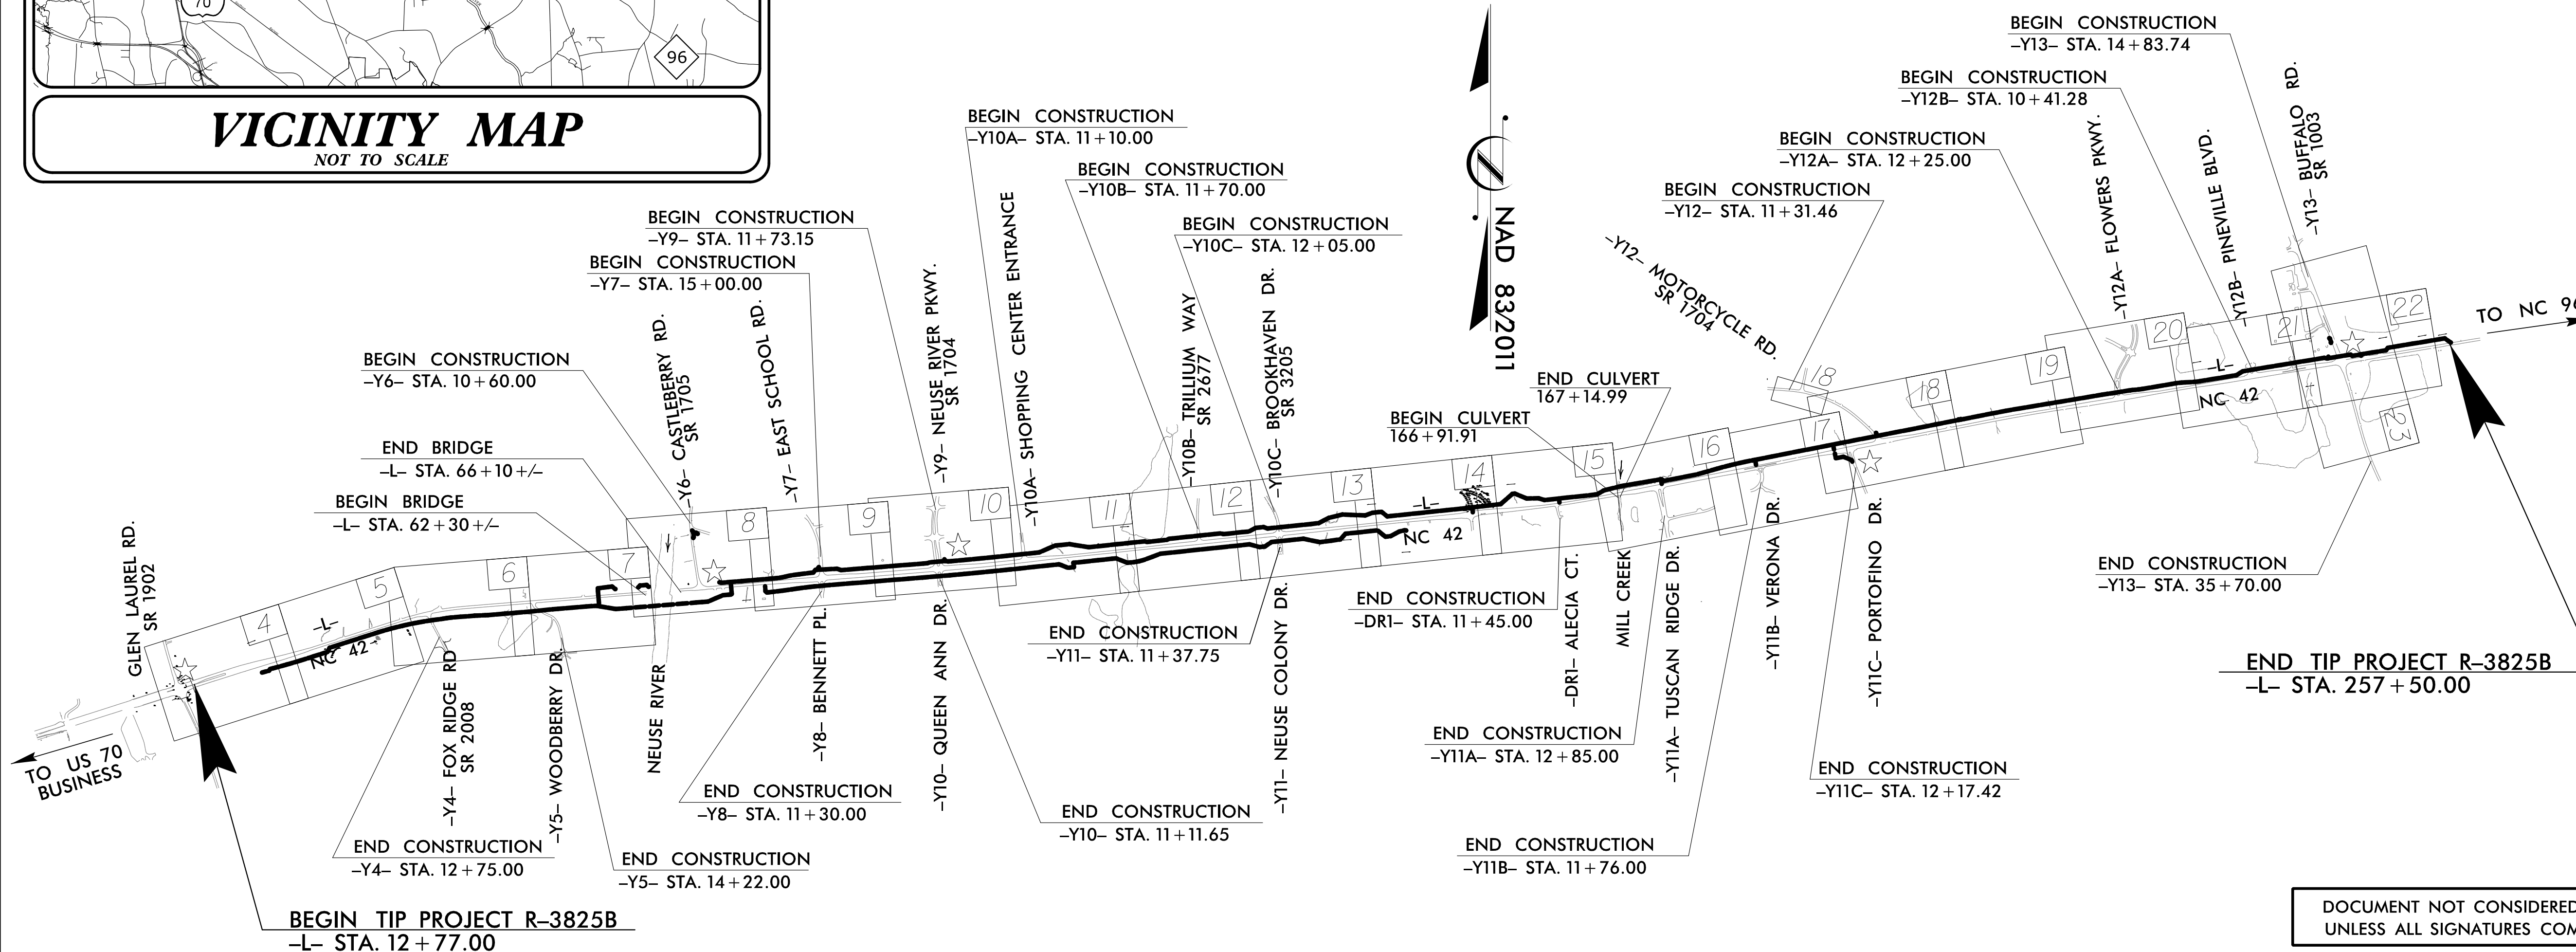 70
96
VICINITY MAP
NOT TO SCALE
BEGIN CONSTRUCTION
–Y13– STA. 14+83.74
BEGIN CONSTRUCTION
–Y12B– STA. 10+41.28
BEGIN CONSTRUCTION
–Y12A– STA. 12+25.00
BEGIN CONSTRUCTION
–Y12– STA. 11+31.46
BEGIN CONSTRUCTION
–Y10A– STA. 11+10.00
BEGIN CONSTRUCTION
–Y10B– STA. 11+70.00
BEGIN CONSTRUCTION
–Y10C– STA. 12+05.00
BEGIN CONSTRUCTION
–Y9– STA. 11+73.15
BEGIN CONSTRUCTION
–Y7– STA. 15+00.00
BEGIN CONSTRUCTION
–Y6– STA. 10+60.00
END BRIDGE
–L– STA. 66+10 +/–
BEGIN BRIDGE
–L– STA. 62+30 +/–
NAD 83/2011
GLEN LAUREL RD.
SR 1902
–Y6– CASTLEBERRY RD.
SR 1705
–Y7– EAST SCHOOL RD.
–Y9– NEUSE RIVER PKWY.
SR 1704
–Y10A– SHOPPING CENTER ENTRANCE
–Y10B– TRILLIUM WAY
SR 2677
–Y10C– BROOKHAVEN DR.
SR 3205
BEGIN CULVERT
166+91.91
END CULVERT
167+14.99
–Y12– MOTORCYCLE RD.
SR 1704
–Y12A– FLOWERS PKWY.
–Y12B– PINEVILLE BLVD.
–Y13– BUFFALO RD.
SR 1003
4
5
6
7
8
9
10
11
12
13
14
15
16
17
18
18
19
20
21
22
23
–L–
NC 42
–L–
NC 42
–L–
NC 42
TO NC 96
TO US 70
BUSINESS
–Y4– FOX RIDGE RD
SR 2008
–Y5– WOODBERRY DR.
NEUSE RIVER
–Y8– BENNETT PL.
–Y10– QUEEN ANN DR.
–Y11– NEUSE COLONY DR.
–DR1– ALECIA CT.
MILL CREEK
–Y11A– TUSCAN RIDGE DR.
–Y11B– VERONA DR.
–Y11C– PORTOFINO DR.
END CONSTRUCTION
–Y13– STA. 35+70.00
END CONSTRUCTION
–DR1– STA. 11+45.00
END CONSTRUCTION
–Y11– STA. 11+37.75
END TIP PROJECT R–3825B
–L– STA. 257+50.00
END CONSTRUCTION
–Y11A– STA. 12+85.00
END CONSTRUCTION
–Y11C– STA. 12+17.42
END CONSTRUCTION
–Y8– STA. 11+30.00
END CONSTRUCTION
–Y10– STA. 11+11.65
END CONSTRUCTION
–Y4– STA. 12+75.00
END CONSTRUCTION
–Y5– STA. 14+22.00
END CONSTRUCTION
–Y11B– STA. 11+76.00
BEGIN TIP PROJECT R–3825B
–L– STA. 12+77.00
DOCUMENT NOT CONSIDERED
UNLESS ALL SIGNATURES COM